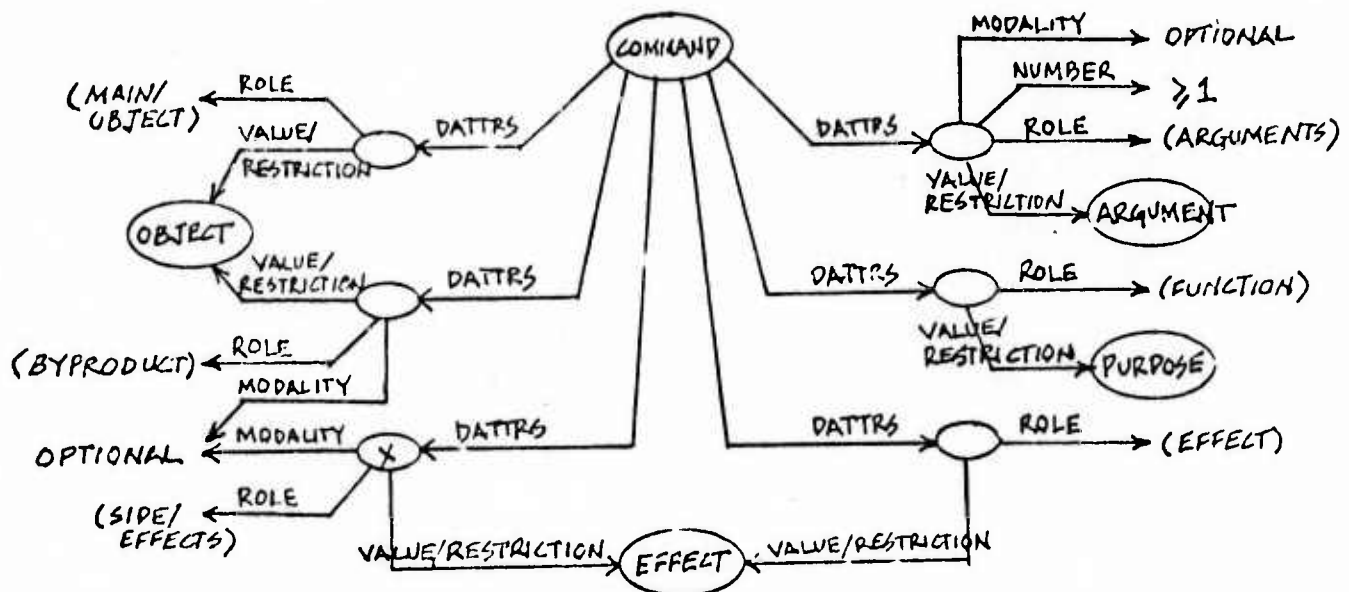 COMMAND
MODALITY
OPTIONAL
NUMBER
≥1
DATTRS
ROLE
(ARGUMENTS)
VALUE/
RESTRICTION
ARGUMENT
ROLE
(MAIN/
OBJECT)
DATTRS
VALUE/
RESTRICTION
OBJECT
VALUE/
RESTRICTION
DATTRS
DATTRS
ROLE
(FUNCTION)
VALUE/
RESTRICTION
PURPOSE
ROLE
(BYPRODUCT)
MODALITY
MODALITY
OPTIONAL
X
DATTRS
DATTRS
ROLE
(EFFECT)
ROLE
(SIDE/
EFFECTS)
VALUE/RESTRICTION
EFFECT
VALUE/RESTRICTION